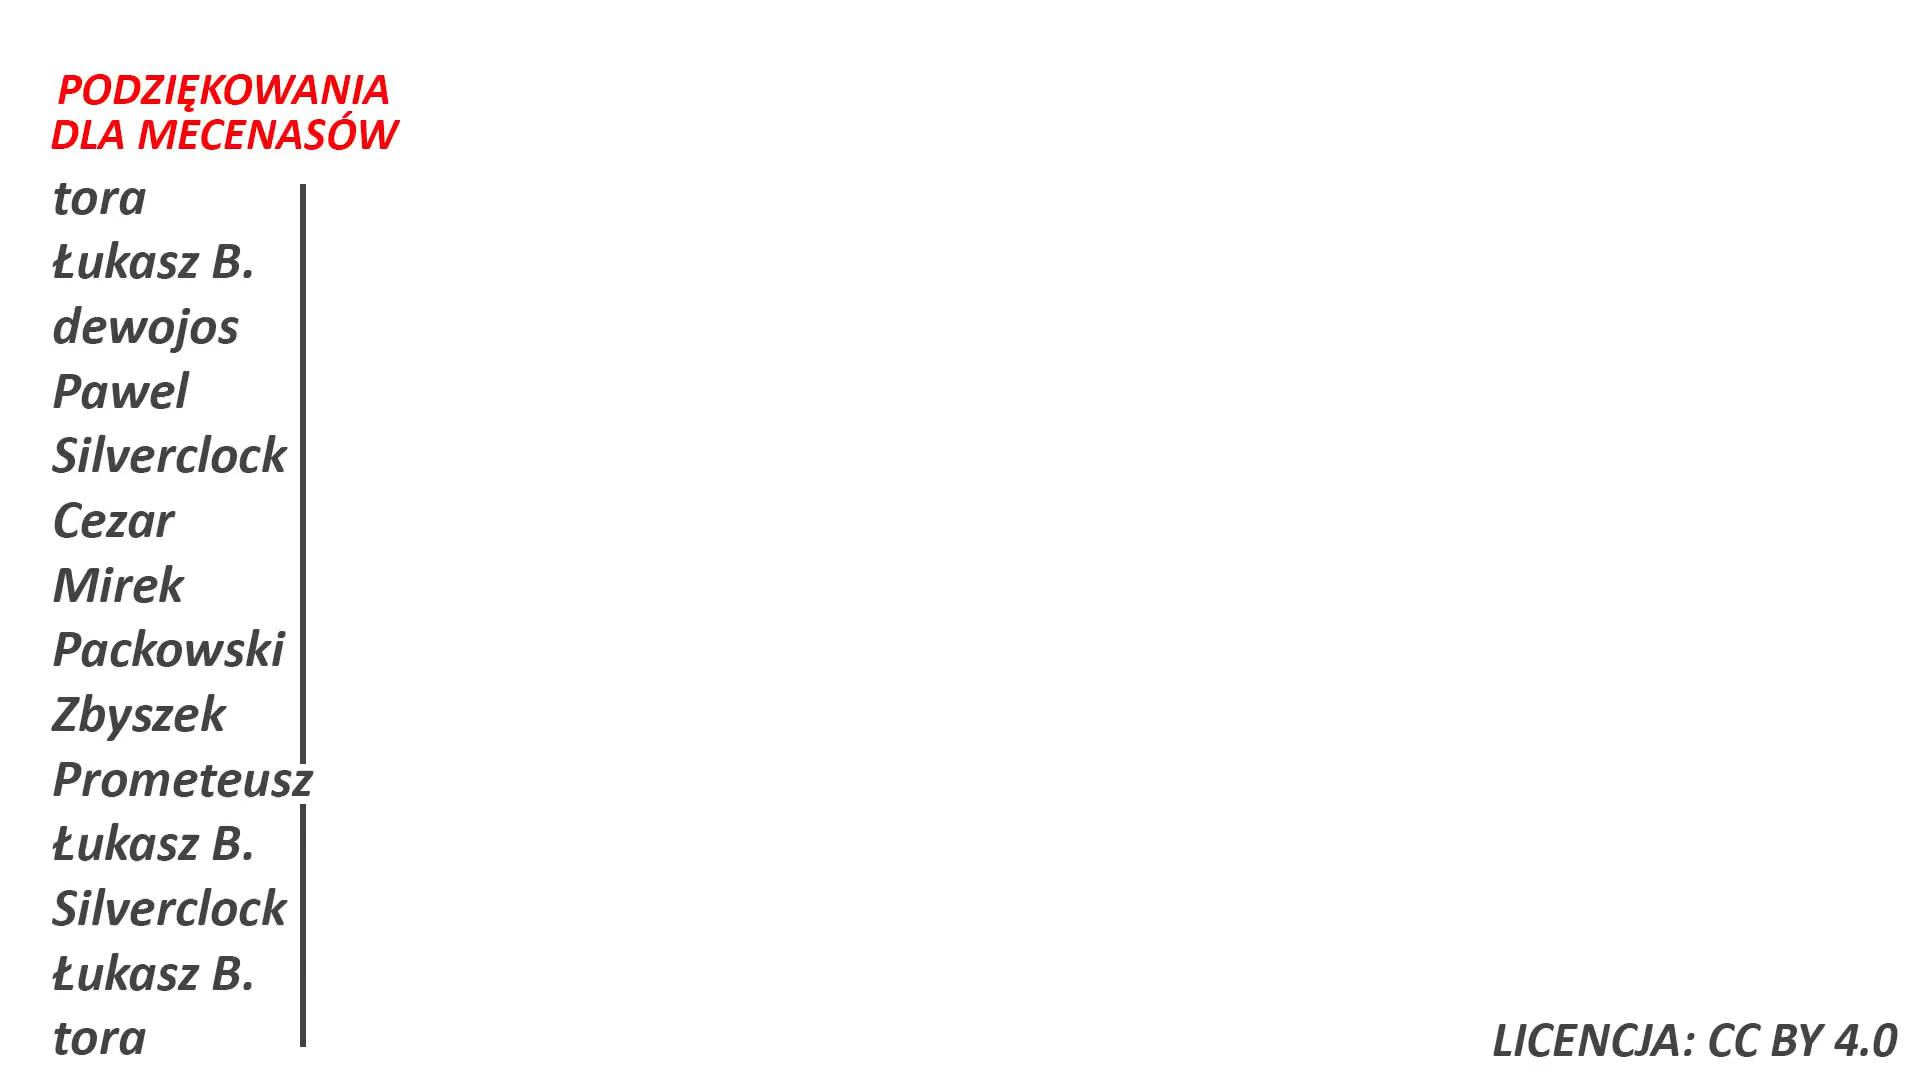 PODZIĘKOWANIA
DLA MECENASÓW
tora
Łukasz B.
dewojos
Pawel
Silverclock
Cezar
Mirek
Packowski
Zbyszek
Prometeusz
Łukasz B.
Silverclock
Łukasz B.
tora
LICENCJA: CC BY 4.0